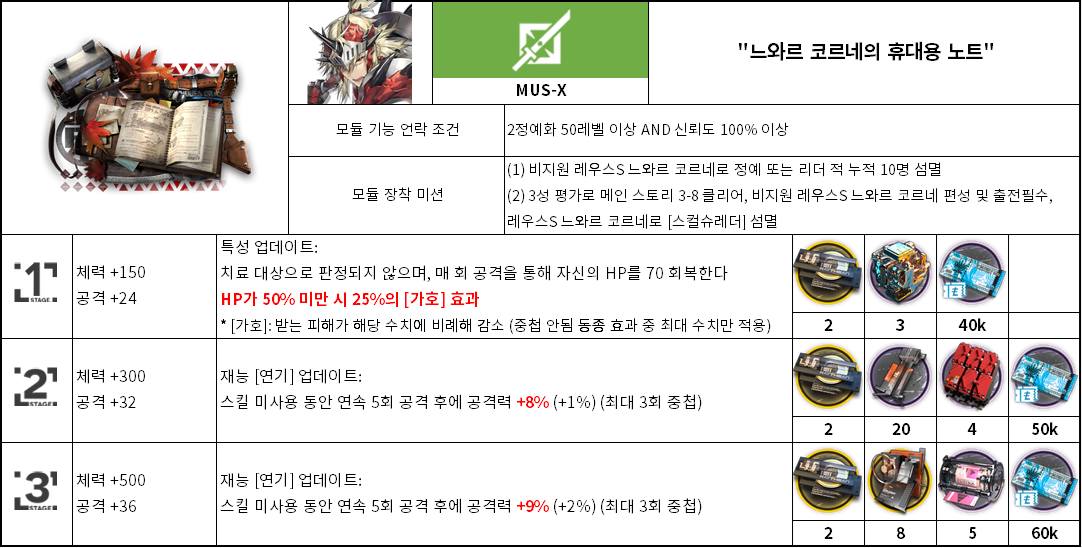 "느와르 코르네의 휴대용 노트"
MUS-X
모듈 기능 언락 조건
2정예화 50레벨 이상 AND 신뢰도 100% 이상
모듈 장착 미션
(1) 비지원 레우스S 느와르 코르네로 정예 또는 리더 적 누적 10명 섬멸
(2) 3성 평가로 메인 스토리 3-8 클리어, 비지원 레우스S 느와르 코르네 편성 및 출전필수,
레우스S 느와르 코르네로 [스컬슈레더] 섬멸
1
STAGE.
체력 +150
공격 +24
특성 업데이트:
치료 대상으로 판정되지 않으며, 매 회 공격을 통해 자신의 HP를 70 회복한다
HP가 50% 미만 시 25%의 [가호] 효과
* [가호]: 받는 피해가 해당 수치에 비례해 감소 (중첩 안됨 동종 효과 중 최대 수치만 적용)
2
3
40k
2
STAGE.
체력 +300
공격 +32
재능 [연기] 업데이트:
스킬 미사용 동안 연속 5회 공격 후에 공격력 +8% (+1%) (최대 3회 중첩)
2
20
4
50k
3
STAGE.
체력 +500
공격 +36
재능 [연기] 업데이트:
스킬 미사용 동안 연속 5회 공격 후에 공격력 +9% (+2%) (최대 3회 중첩)
2
8
5
60k